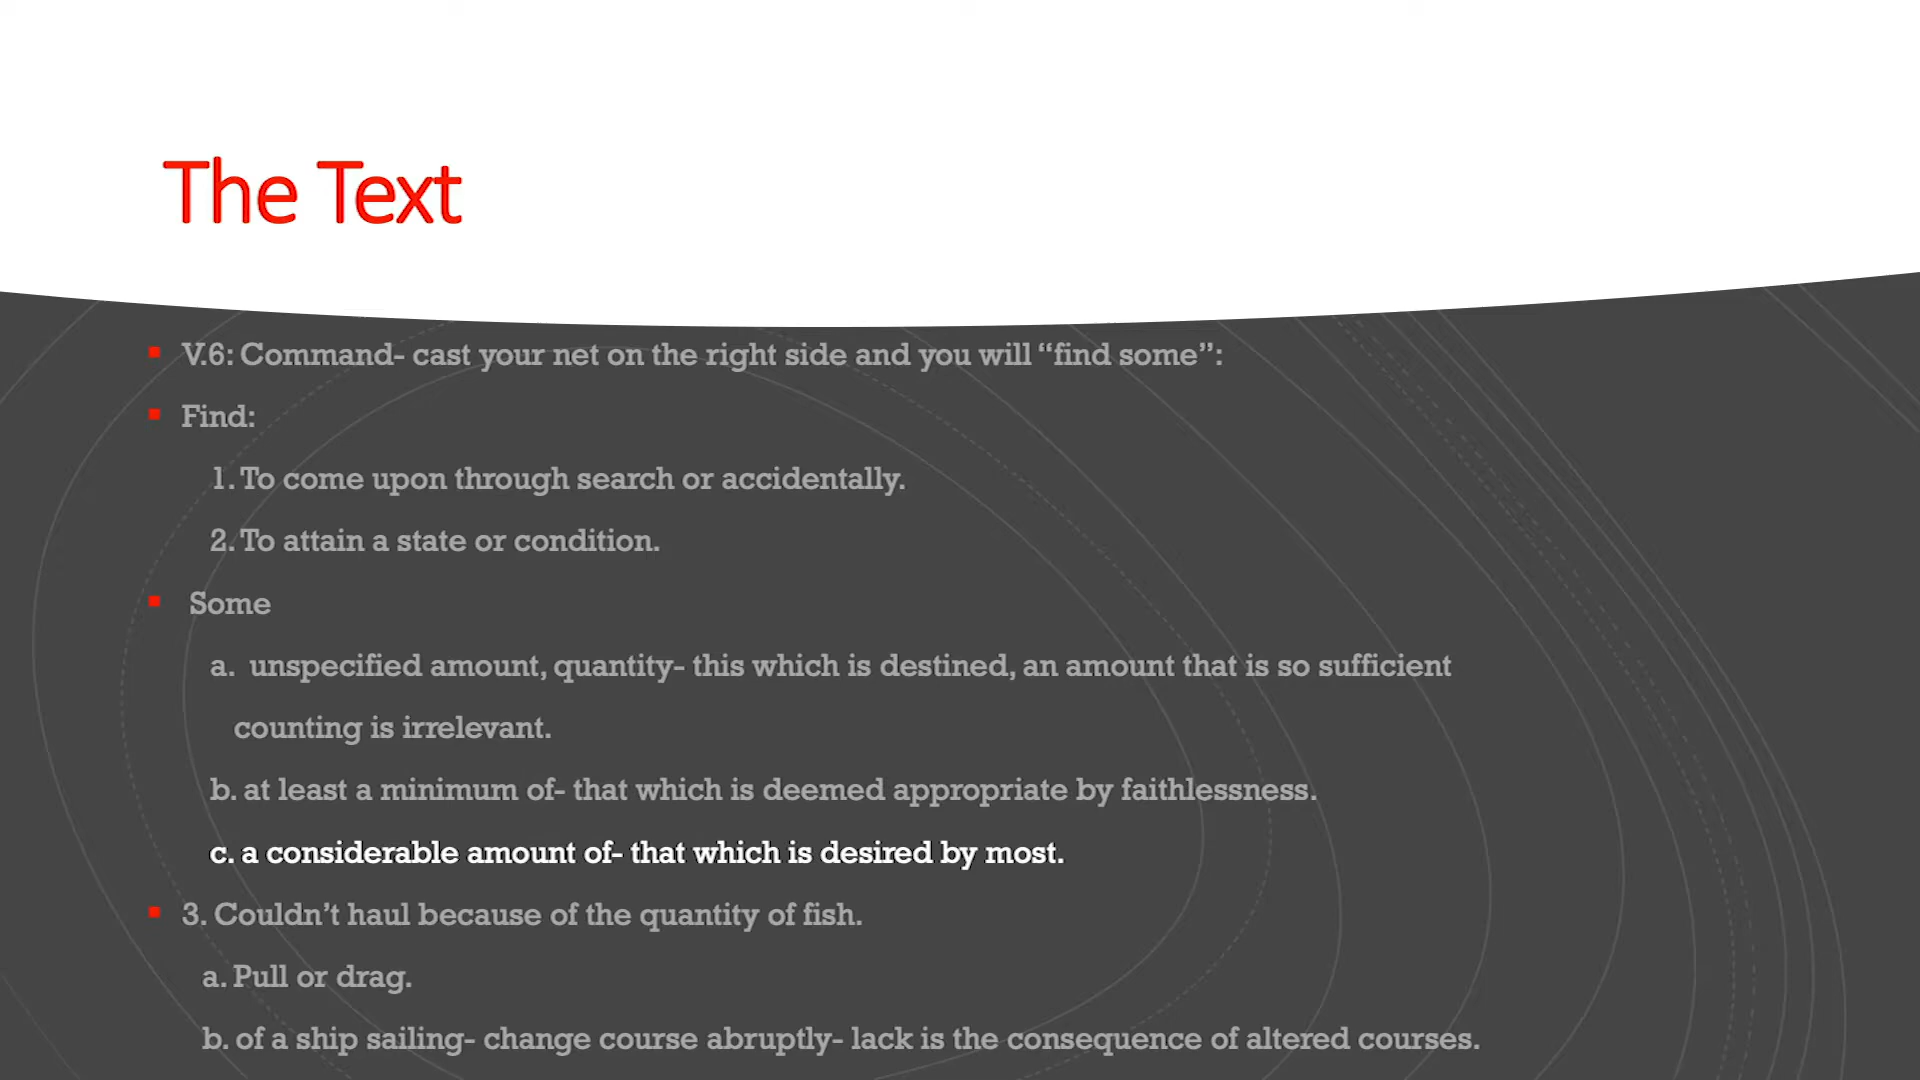 The Text
V.6: Command- cast your net on the right side and you will “find some”:
Find:
1. To come upon through search or accidentally.
2. To attain a state or condition.
Some
a. unspecified amount, quantity- this which is destined, an amount that is so sufficient
counting is irrelevant.
b. at least a minimum of- that which is deemed appropriate by faithlessness.
c. a considerable amount of- that which is desired by most.
3. Couldn’t haul because of the quantity of fish.
a. Pull or drag.
b. of a ship sailing- change course abruptly- lack is the consequence of altered courses.